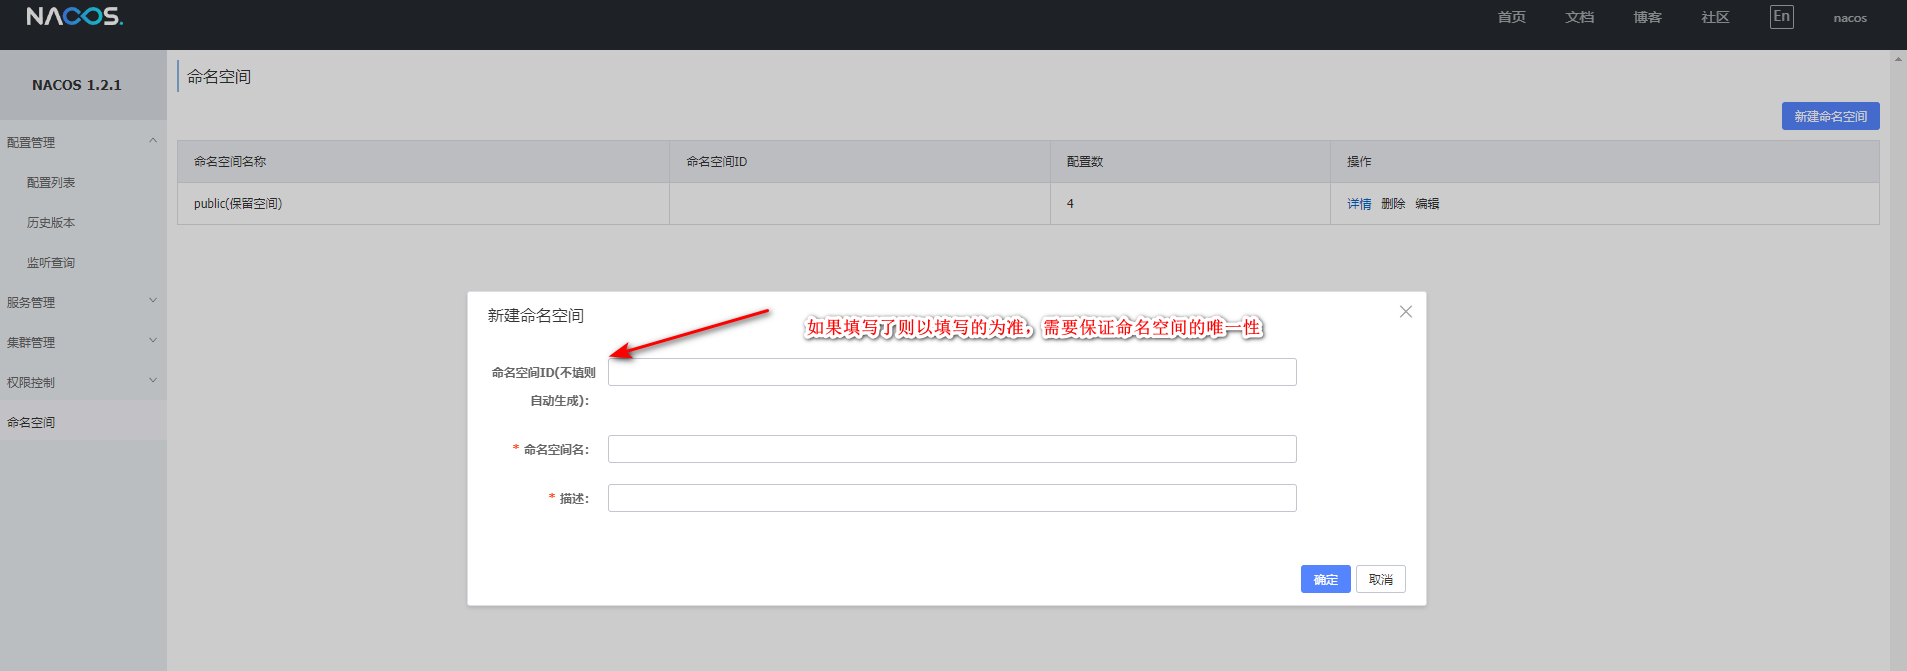 NACOS.
首页 文档 博客 社区 En nacos
NACOS 1.2.1
配置管理
配置列表
历史版本
监听查询
服务管理
集群管理
权限控制
命名空间
命名空间
新建命名空间
命名空间名称 命名空间ID 配置数 操作
public(保留空间) 4 详情 删除 编辑
新建命名空间
如果填写了则以填写的为准，需要保证命名空间的唯一性
命名空间ID(不填则
自动生成)：
* 命名空间名：
* 描述：
确定 取消